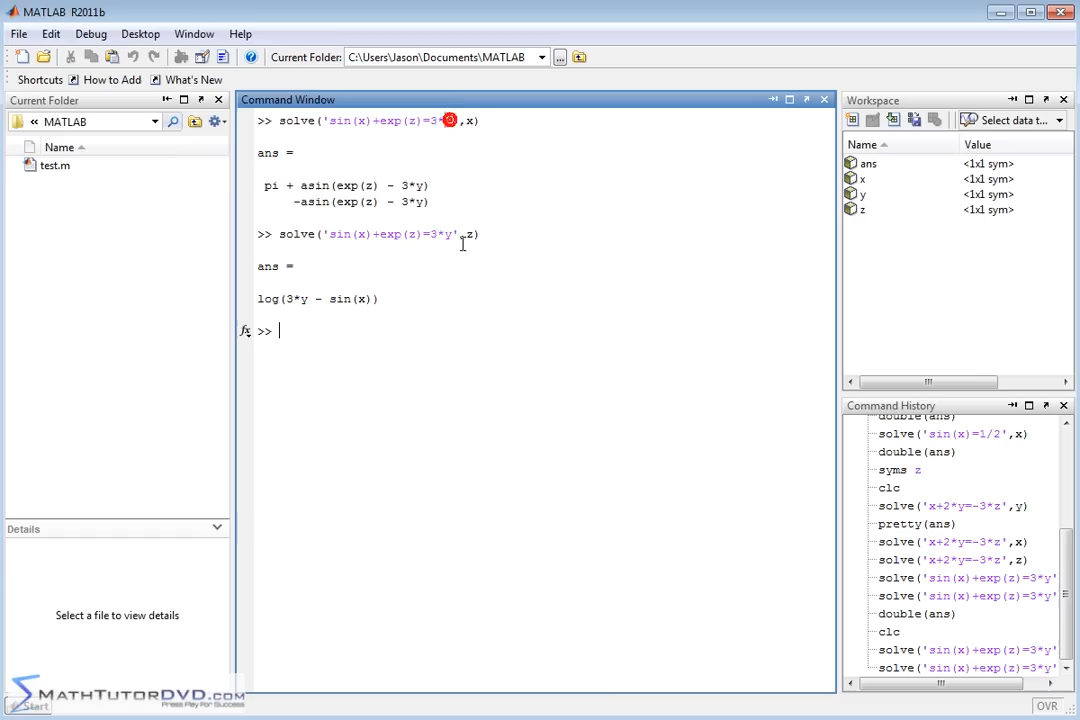 MATLAB R2011b
File Edit Debug Desktop Window Help
Current Folder: C:\Users\Jason\Documents\MATLAB
Shortcuts How to Add What's New
Current Folder
« MATLAB
Name
test.m
Details
Select a file to view details
Start
MATHTUTORDVD.COM
PRESS PLAY FOR SUCCESS
Command Window
>> solve('sin(x)+exp(z)=3* ,x)
ans =
pi + asin(exp(z) - 3*y)
-asin(exp(z) - 3*y)
>> solve('sin(x)+exp(z)=3*y',z)
ans =
log(3*y - sin(x))
fx >>
Workspace
Select data t...
Name Value
ans <1x1 sym>
x <1x1 sym>
y <1x1 sym>
z <1x1 sym>
Command History
double(ans)
solve('sin(x)=1/2',x)
double(ans)
syms z
clc
solve('x+2*y=-3*z',y)
pretty(ans)
solve('x+2*y=-3*z',x)
solve('x+2*y=-3*z',z)
solve('sin(x)+exp(z)=3*y'
solve('sin(x)+exp(z)=3*y'
double(ans)
clc
solve('sin(x)+exp(z)=3*y'
solve('sin(x)+exp(z)=3*y'
OVR